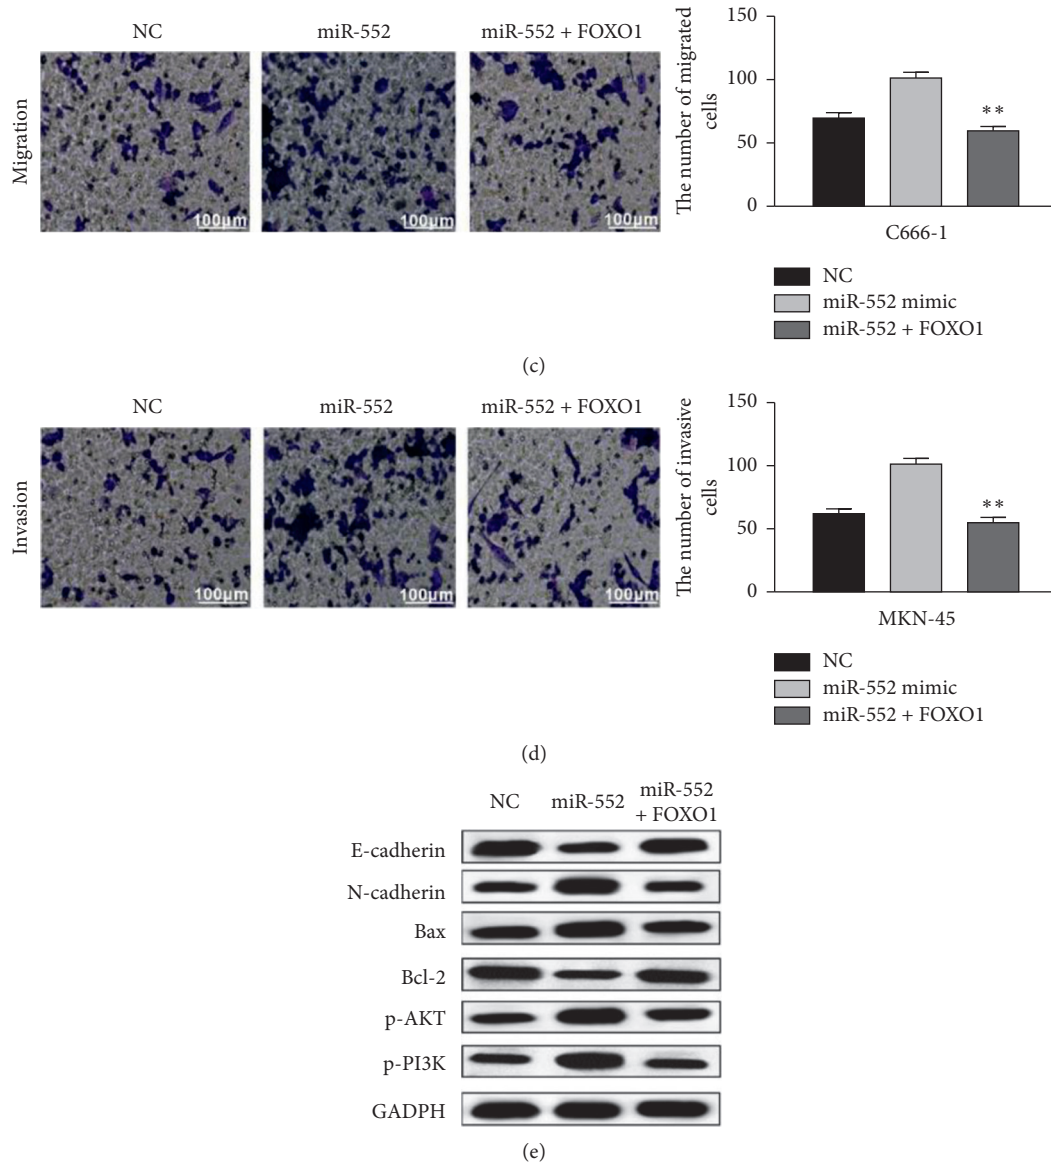 NC
miR-552
miR-552 + FOXO1
Migration
100μm
100μm
100μm
The number of migrated
cells
150
100
50
0
**
C666-1
NC
miR-552 mimic
miR-552 + FOXO1
(c)
NC
miR-552
miR-552 + FOXO1
Invasion
100μm
100μm
100μm
The number of invasive
cells
150
100
50
0
**
MKN-45
NC
miR-552 mimic
miR-552 + FOXO1
(d)
NC
miR-552
miR-552
+ FOXO1
E-cadherin
N-cadherin
Bax
Bcl-2
p-AKT
p-PI3K
GADPH
(e)